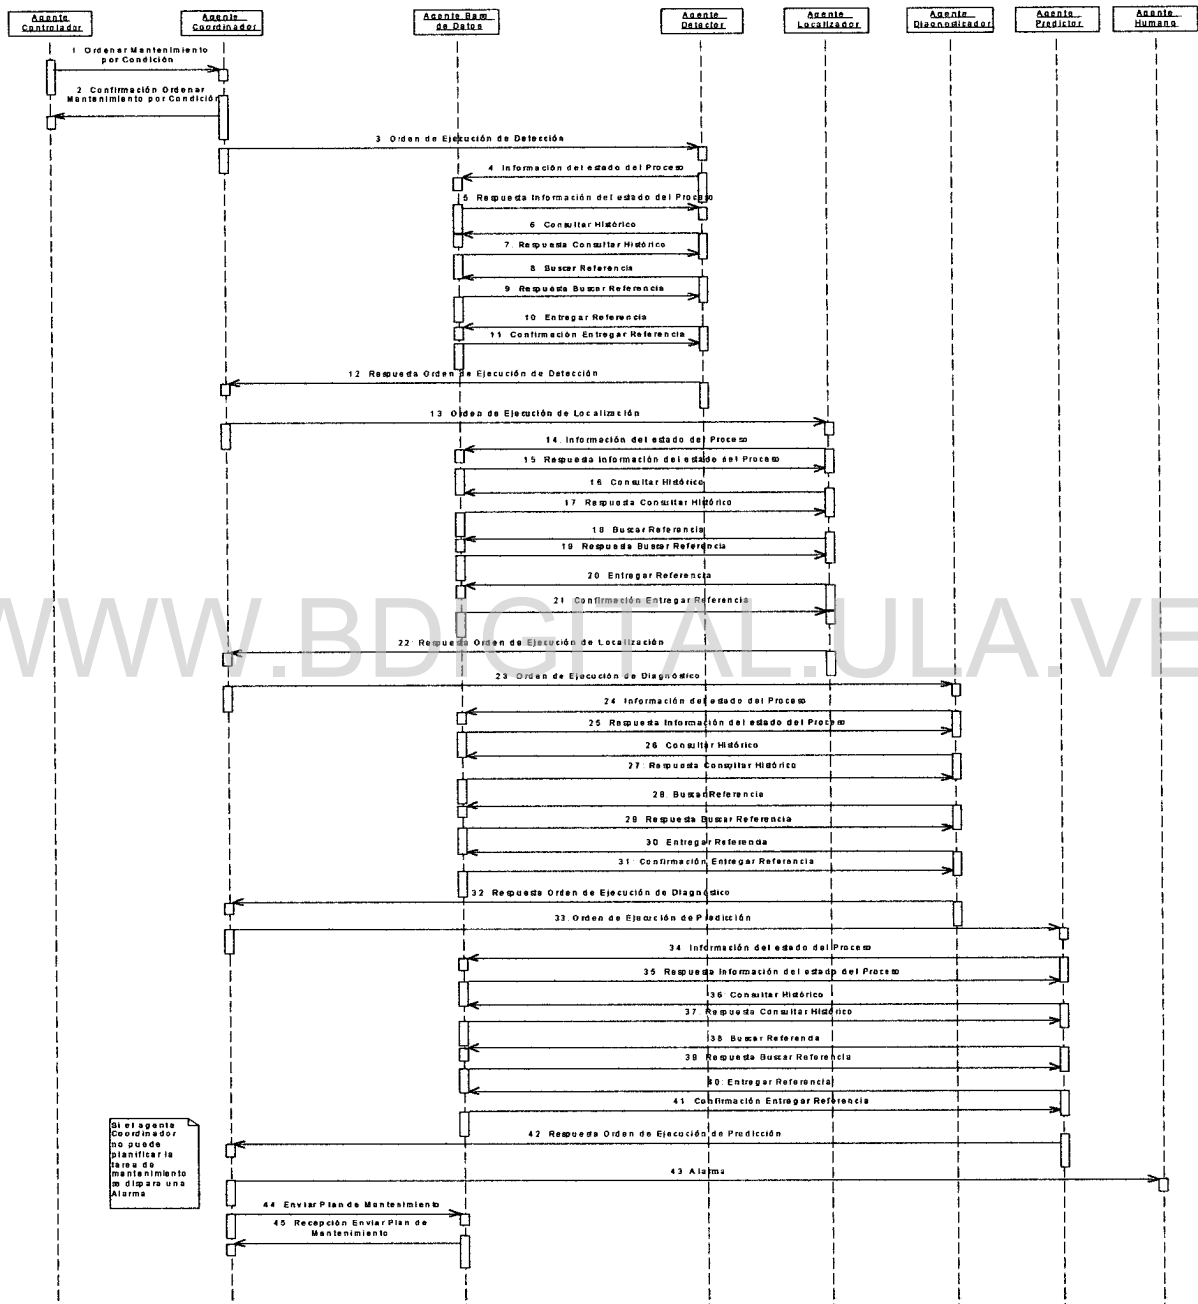 Agente
Controlador
Agente
Coordinador
Agente Base
de Datos
Agente
Detector
Agente
Localizador
Agente
Diagnosticador
Agente
Predictor
Agente
Humano
1 Ordenar Mantenimiento
por Condición
2 Confirmación Ordenar
Mantenimiento por Condición
3 Orden de Ejecución de Detección
4 Información del estado del Proceso
5 Respuesta Información del estado del Proceso
6 Consultar Histórico
7. Respuesta Consultar Histórico
8 Buscar Referencia
9 Respuesta Buscar Referencia
10 Entregar Referencia
11 Confirmación Entregar Referencia
12 Respuesta Orden de Ejecución de Detección
13 Orden de Ejecución de Localización
14. Información del estado del Proceso
15 Respuesta Información del estado del Proceso
16 Consultar Histórico
17 Respuesta Consultar Histórico
18 Buscar Referencia
19 Respuesta Buscar Referencia
20 Entregar Referencia
21 Confirmación Entregar Referencia
WWW.BDIGITAL.ULA.VE
22: Respuesta Orden de Ejecución de Localización
23 Orden de Ejecución de Diagnóstico
24 Información del estado del Proceso
25 Respuesta Información del estado del Proceso
26 Consultar Histórico
27: Respuesta Consultar Histórico
28. Buscar Referencia
29 Respuesta Buscar Referencia
30 Entregar Referencia
31: Confirmación Entregar Referencia
32 Respuesta Orden de Ejecución de Diagnóstico
33. Orden de Ejecución de Predicción
34 Información del estado del Proceso
35 Respuesta Información del estado del Proceso
36: Consultar Histórico
37. Respuesta Consultar Histórico
38 Buscar Referencia
39 Respuesta Buscar Referencia
40: Entregar Referencia
41 Confirmación Entregar Referencia
42 Respuesta Orden de Ejecución de Predicción
Si el agente
Coordinador
no puede
planificar la
tarea de
mantenimiento
se dispara una
Alarma
43 Alarma
44 Enviar Plan de Mantenimiento
45 Recepción Enviar Plan de
Mantenimiento